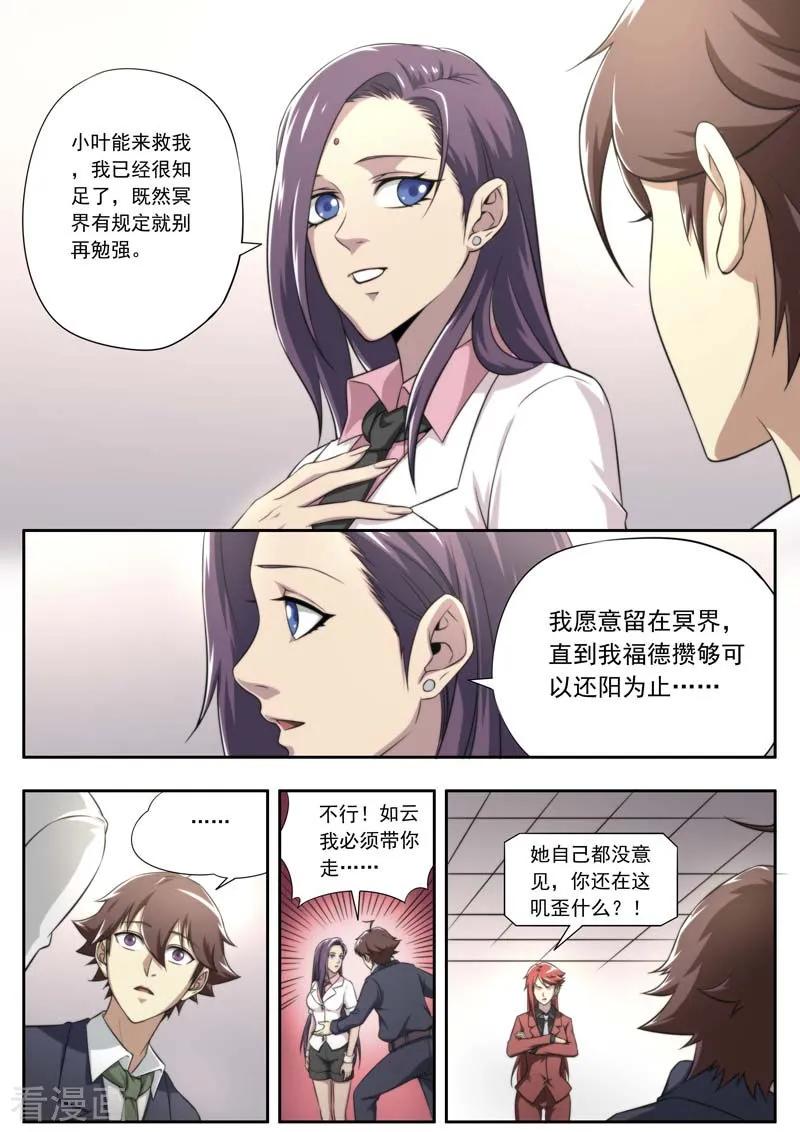 小叶能来救我
，我已经很知
足了，既然冥
界有规定就别
再勉强。
我愿意留在冥界，
直到我福德攒够可
以还阳为止······
······
不行！如云
我必须带你
走······
她自己都没意
见，你还在这
叽歪什么？！
看漫画